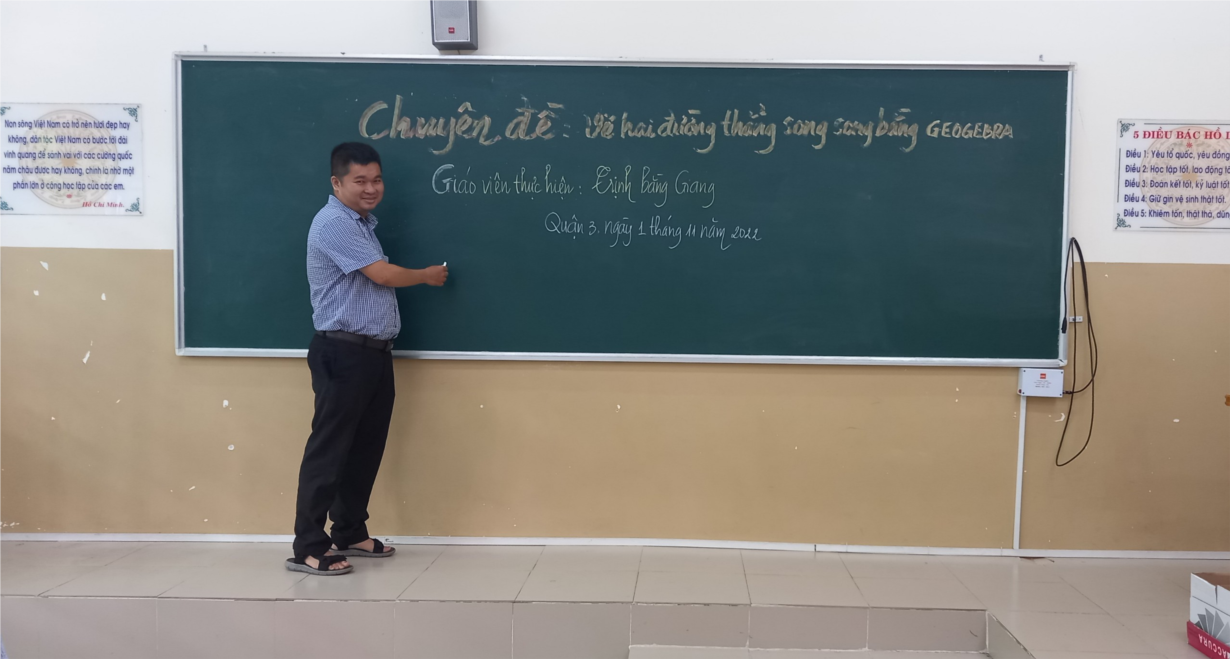 Non sông Việt Nam có trở nên tươi đẹp hay
không, dân tộc Việt Nam có bước tới đài
vinh quang để sánh vai với các cường quốc
năm châu được hay không, chính là nhờ một
phần lớn ở công học tập của các em.
Hồ Chí Minh.
Chuyên đề: Vẽ hai đường thẳng song song bằng GEOGEBRA
Giáo viên thực hiện: Trịnh Bằng Giang
Quận 3, ngày 1 tháng 11 năm 2022
5 ĐIỀU BÁC HỒ D
Điều 1: Yêu tổ quốc, yêu đồng
Điều 2: Học tập tốt, lao động tố
Điều 3: Đoàn kết tốt, kỷ luật tốt
Điều 4: Giữ gìn vệ sinh thật tốt.
Điều 5: Khiêm tốn, thật thà, dũn
ACCURA